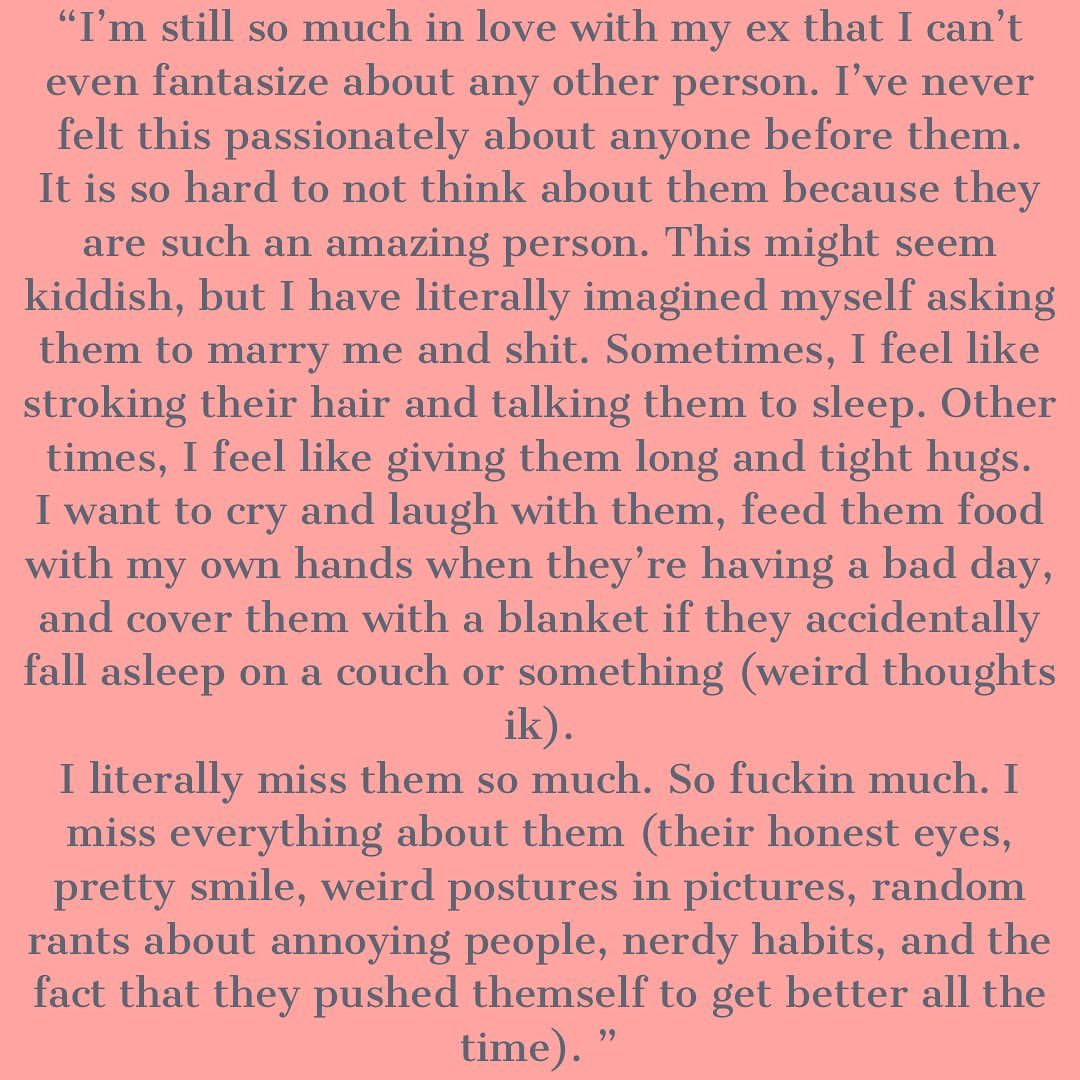 “I’m still so much in love with my ex that I can’t
even fantasize about any other person. I’ve never
felt this passionately about anyone before them.
It is so hard to not think about them because they
are such an amazing person. This might seem
kiddish, but I have literally imagined myself asking
them to marry me and shit. Sometimes, I feel like
stroking their hair and talking them to sleep. Other
times, I feel like giving them long and tight hugs.
I want to cry and laugh with them, feed them food
with my own hands when they’re having a bad day,
and cover them with a blanket if they accidentally
fall asleep on a couch or something (weird thoughts
ik).
I literally miss them so much. So fuckin much. I
miss everything about them (their honest eyes,
pretty smile, weird postures in pictures, random
rants about annoying people, nerdy habits, and the
fact that they pushed themself to get better all the
time). ”